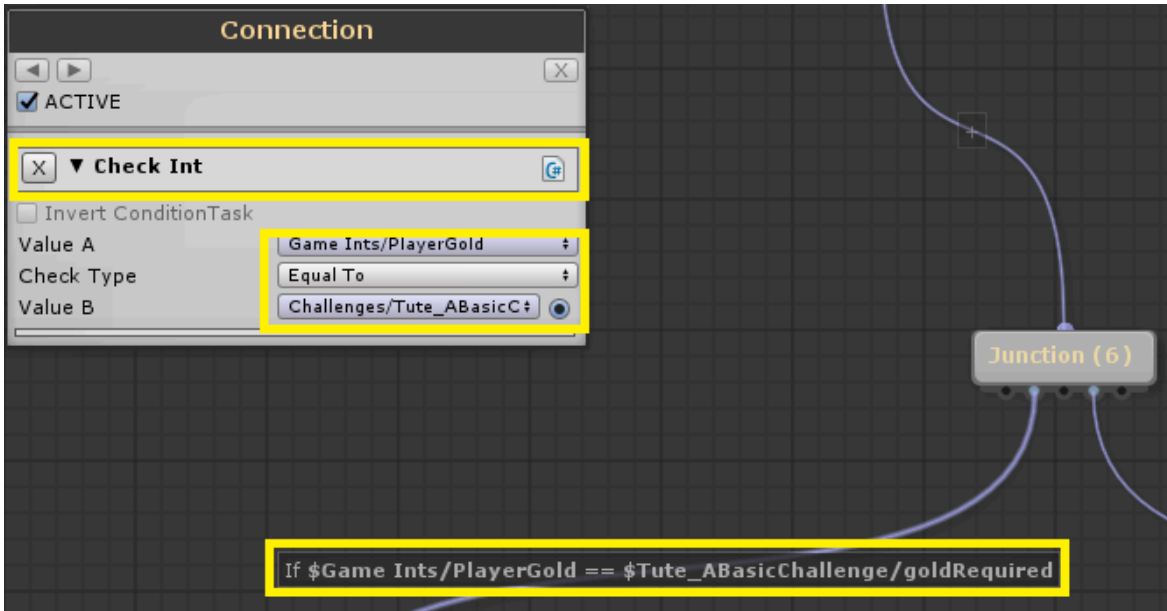 Connection
X
ACTIVE
X ▼ Check Int C#
Invert ConditionTask
Value A Game Ints/PlayerGold
Check Type Equal To
Value B Challenges/Tute_ABasicC
+
Junction (6)
If $Game Ints/PlayerGold == $Tute_ABasicChallenge/goldRequired